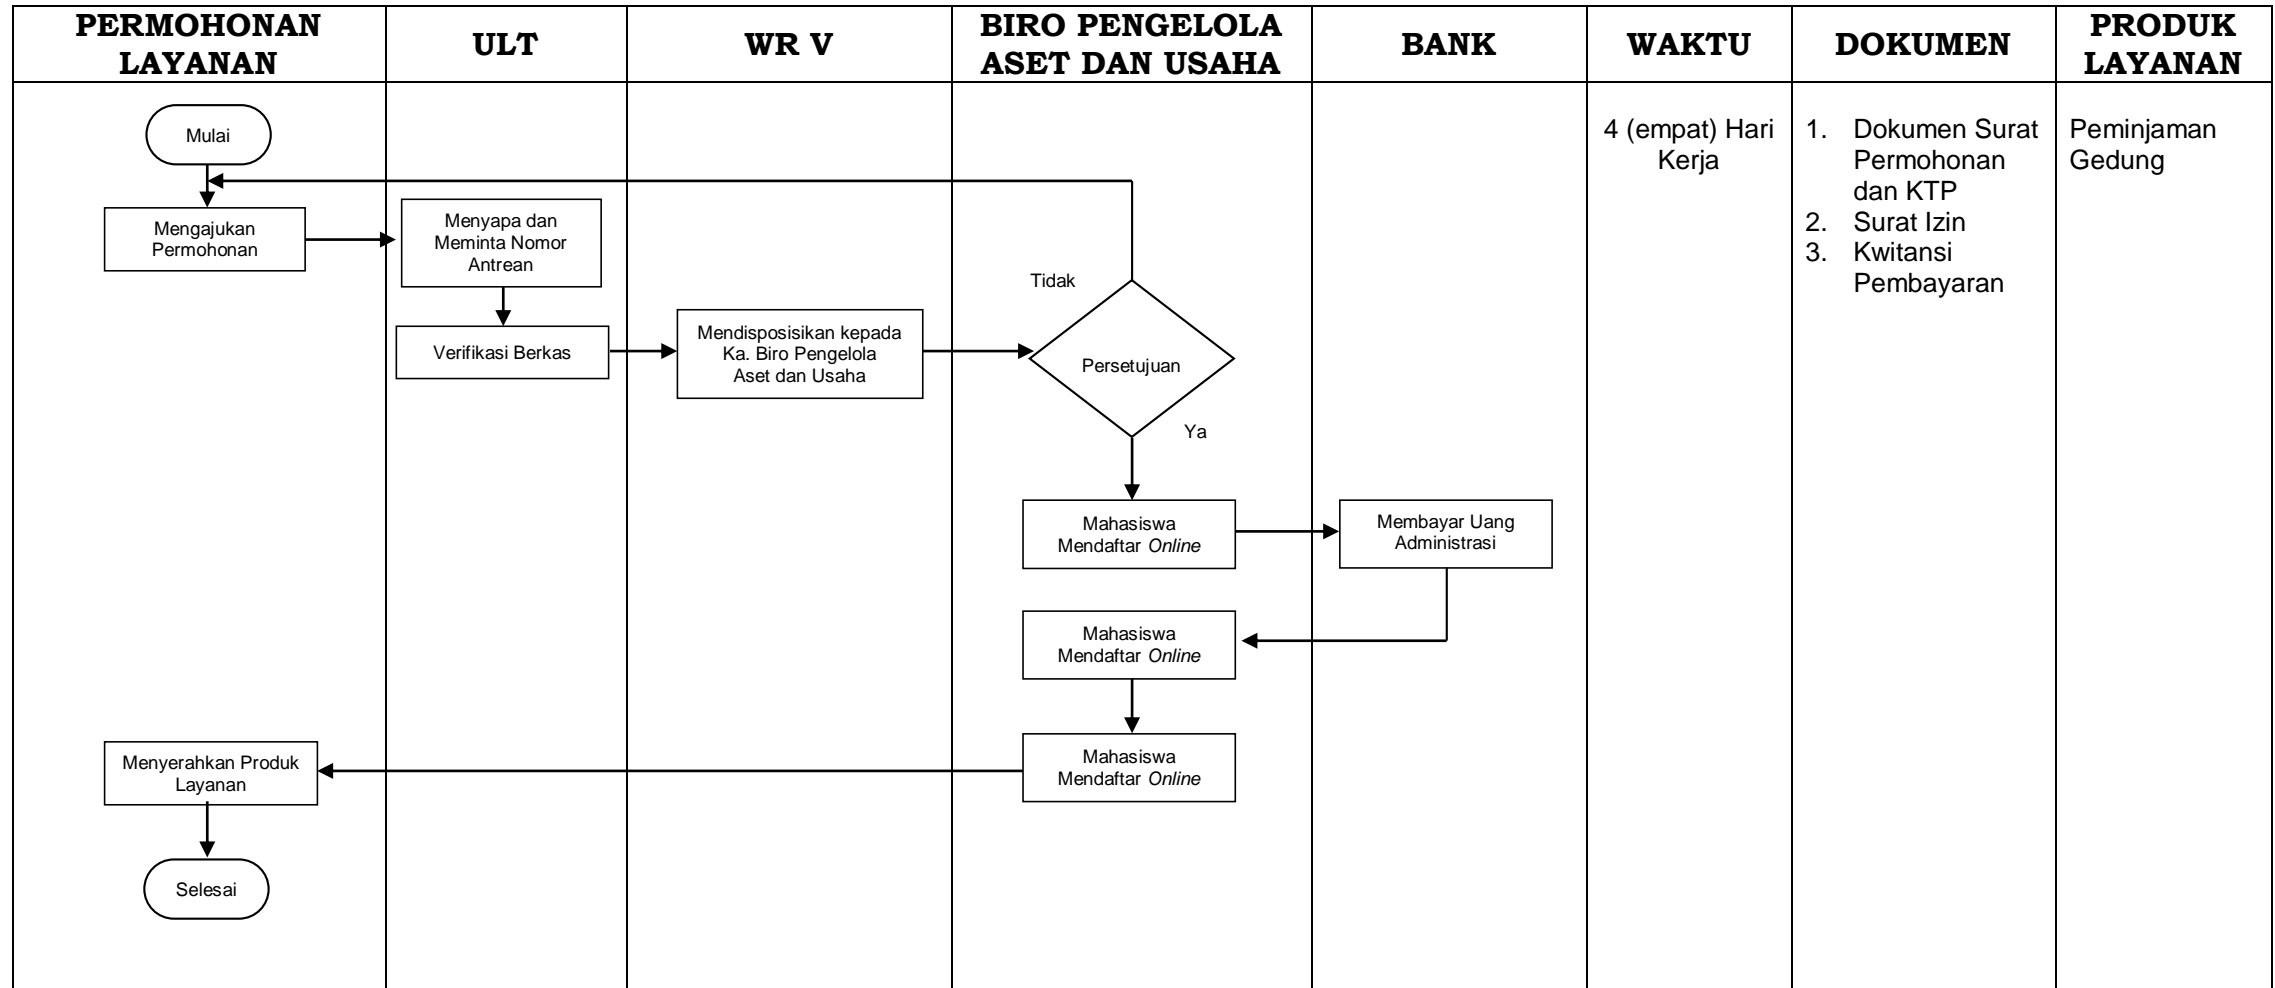 PERMOHONAN
LAYANAN
ULT
WR V
BIRO PENGELOLA
ASET DAN USAHA
BANK
WAKTU
DOKUMEN
PRODUK
LAYANAN
Mulai
Mengajukan
Permohonan
Menyapa dan
Meminta Nomor
Antrean
Verifikasi Berkas
Mendisposisikan kepada
Ka. Biro Pengelola
Aset dan Usaha
Tidak
Persetujuan
Ya
Mahasiswa
Mendaftar Online
Membayar Uang
Administrasi
Mahasiswa
Mendaftar Online
Mahasiswa
Mendaftar Online
Menyerahkan Produk
Layanan
Selesai
4 (empat) Hari
Kerja
1. Dokumen Surat
Permohonan
dan KTP
2. Surat Izin
3. Kwitansi
Pembayaran
Peminjaman
Gedung